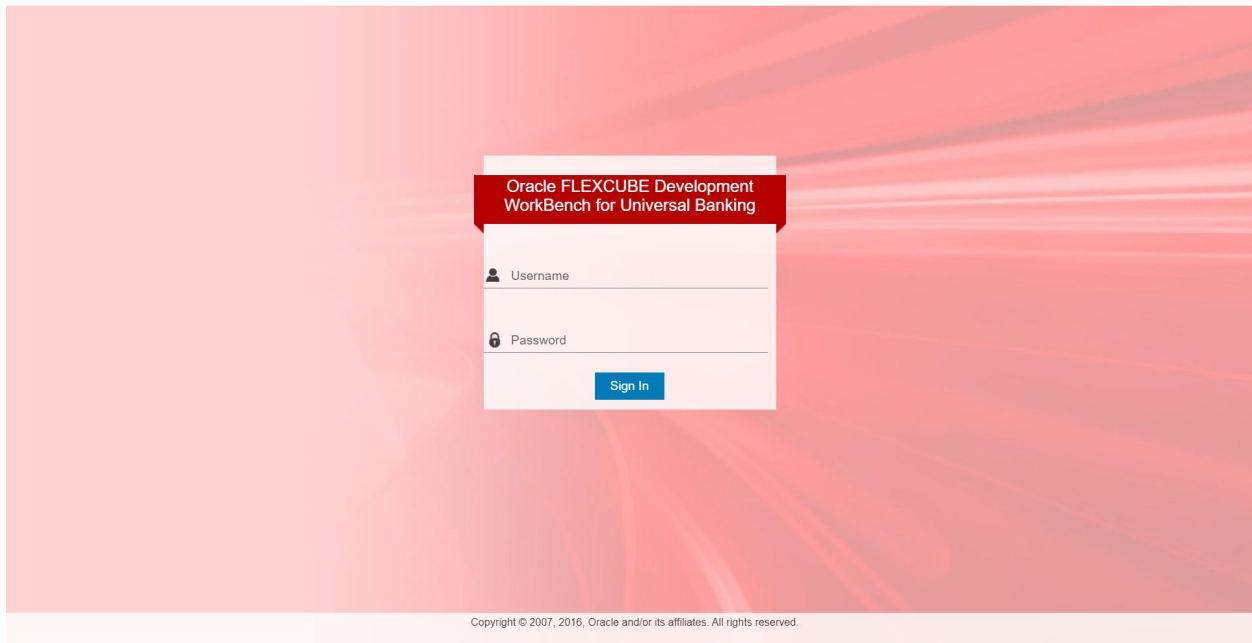 Oracle FLEXCUBE Development
WorkBench for Universal Banking
Username
Password
Sign In
Copyright © 2007, 2016, Oracle and/or its affiliates. All rights reserved.